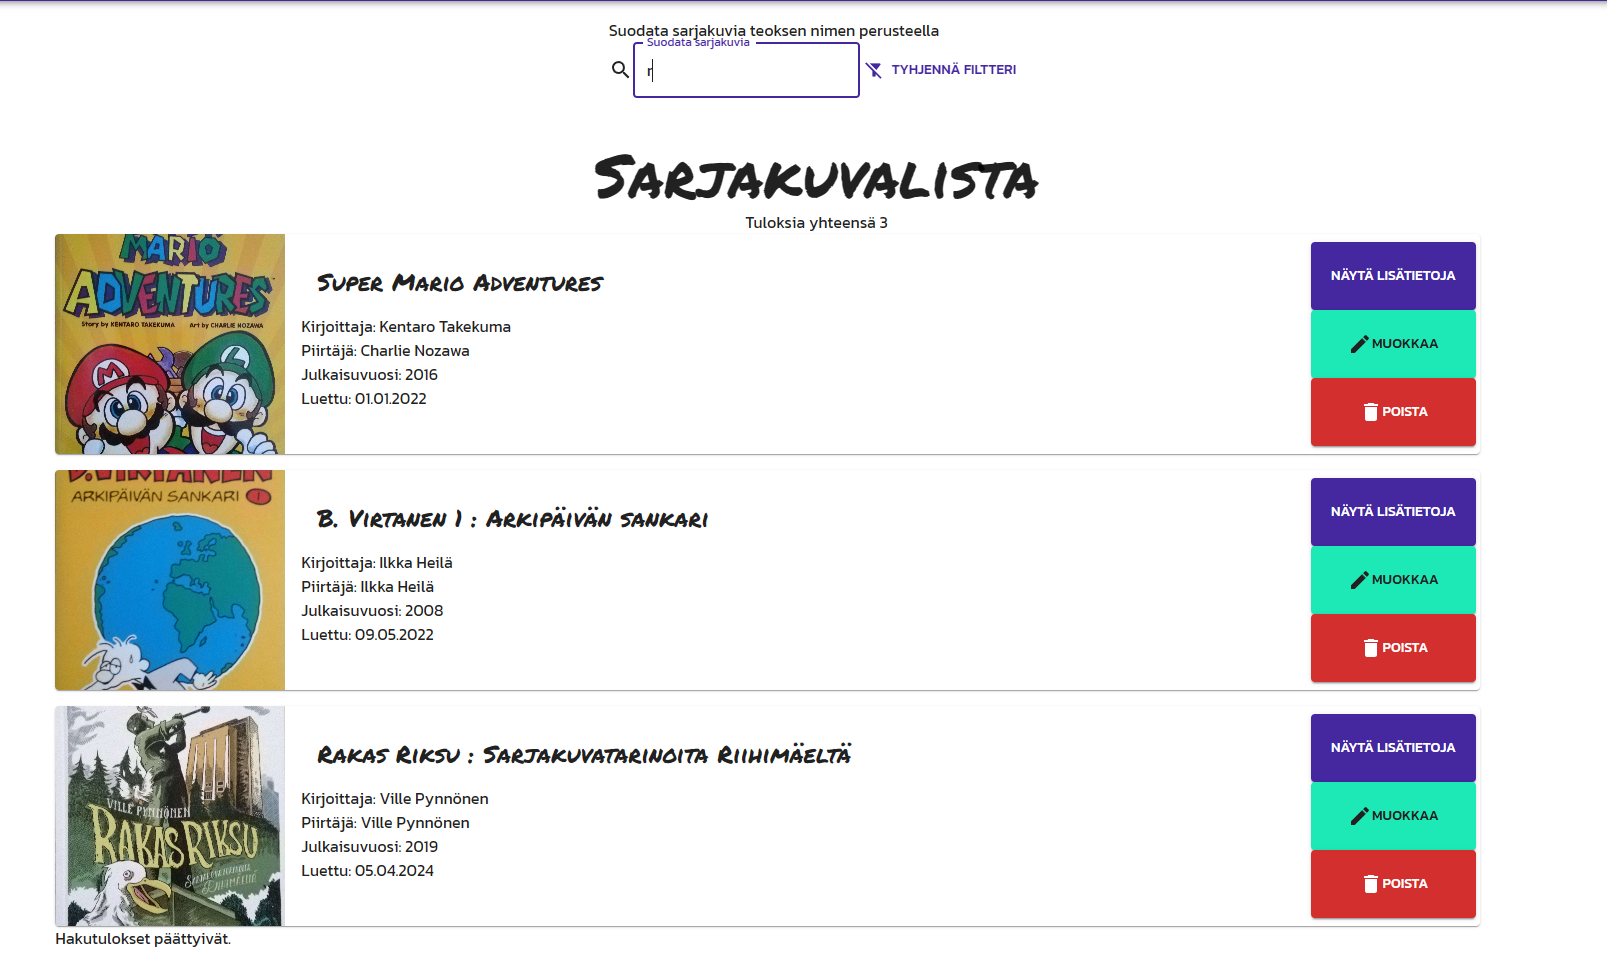 Suodata sarjakuvia teoksen nimen perusteella
Suodata sarjakuvia
r
TYHJENNÄ FILTTERI
SARJAKUVALISTA
Tuloksia yhteensä 3
MARIO
ADVENTURES
Story by KENTARO TAKEKUMA Art by CHARLIE NOZAWA
M
L
SUPER MARIO ADVENTURES
Kirjoittaja: Kentaro Takekuma
Piirtäjä: Charlie Nozawa
Julkaisuvuosi: 2016
Luettu: 01.01.2022
NÄYTÄ LISÄTIETOJA
MUOKKAA
POISTA
B.VIRTANEN
ARKIPÄIVÄN SANKARI 1
B. VIRTANEN 1 : ARKIPÄIVÄN SANKARI
Kirjoittaja: Ilkka Heilä
Piirtäjä: Ilkka Heilä
Julkaisuvuosi: 2008
Luettu: 09.05.2022
NÄYTÄ LISÄTIETOJA
MUOKKAA
POISTA
VILLE PYNNÖNEN
RAKAS RIKSU
SARJAKUVATARINOITA
RIIHIMÄELTÄ
RAKAS RIKSU : SARJAKUVATARINOITA RIIHIMÄELTÄ
Kirjoittaja: Ville Pynnönen
Piirtäjä: Ville Pynnönen
Julkaisuvuosi: 2019
Luettu: 05.04.2024
NÄYTÄ LISÄTIETOJA
MUOKKAA
POISTA
Hakutulokset päättyivät.